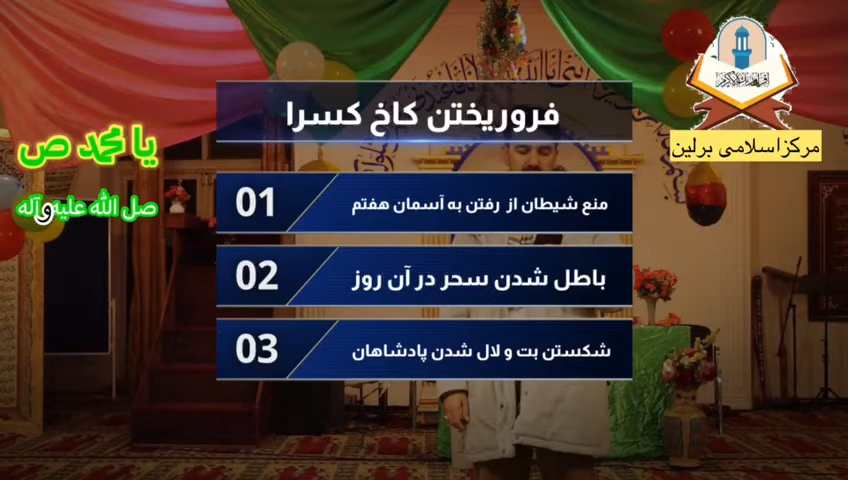 فروریختن کاخ کسرا
01 منع شیطان از رفتن به آسمان هفتم
02 باطل شدن سحر در آن روز
03 شکستن بت و لال شدن پادشاهان
یا محمد ص
صل الله علیه وآله
مرکز اسلامی برلین